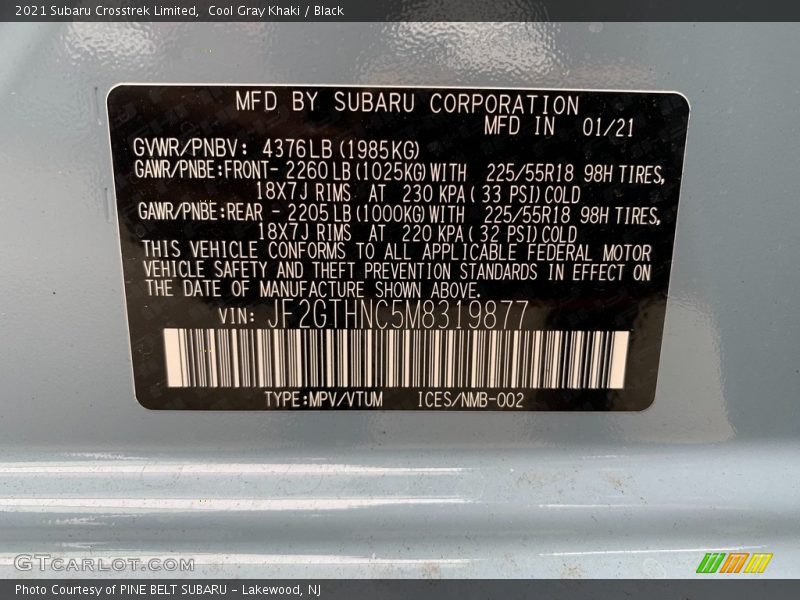 2021 Subaru Crosstrek Limited,  Cool Gray Khaki / Black
MFD BY SUBARU CORPORATION
MFD IN 01/21
GVWR/PNBV: 4376LB (1985KG)
GAWR/PNBE:FRONT- 2260 LB (1025KG) WITH 225/55R18 98H TIRES,
18X7J RIMS AT 230 KPA ( 33 PSI) COLD
GAWR/PNBE:REAR - 2205 LB (1000KG) WITH 225/55R18 98H TIRES,
18X7J RIMS AT 220 KPA ( 32 PSI) COLD
THIS VEHICLE CONFORMS TO ALL APPLICABLE FEDERAL MOTOR
VEHICLE SAFETY AND THEFT PREVENTION STANDARDS IN EFFECT ON
THE DATE OF MANUFACTURE SHOWN ABOVE.
VIN: JF2GTHNC5M8319877
TYPE:MPV/VTUM ICES/NMB-002
GTCARLOT.COM
Photo Courtesy of PINE BELT SUBARU - Lakewood, NJ